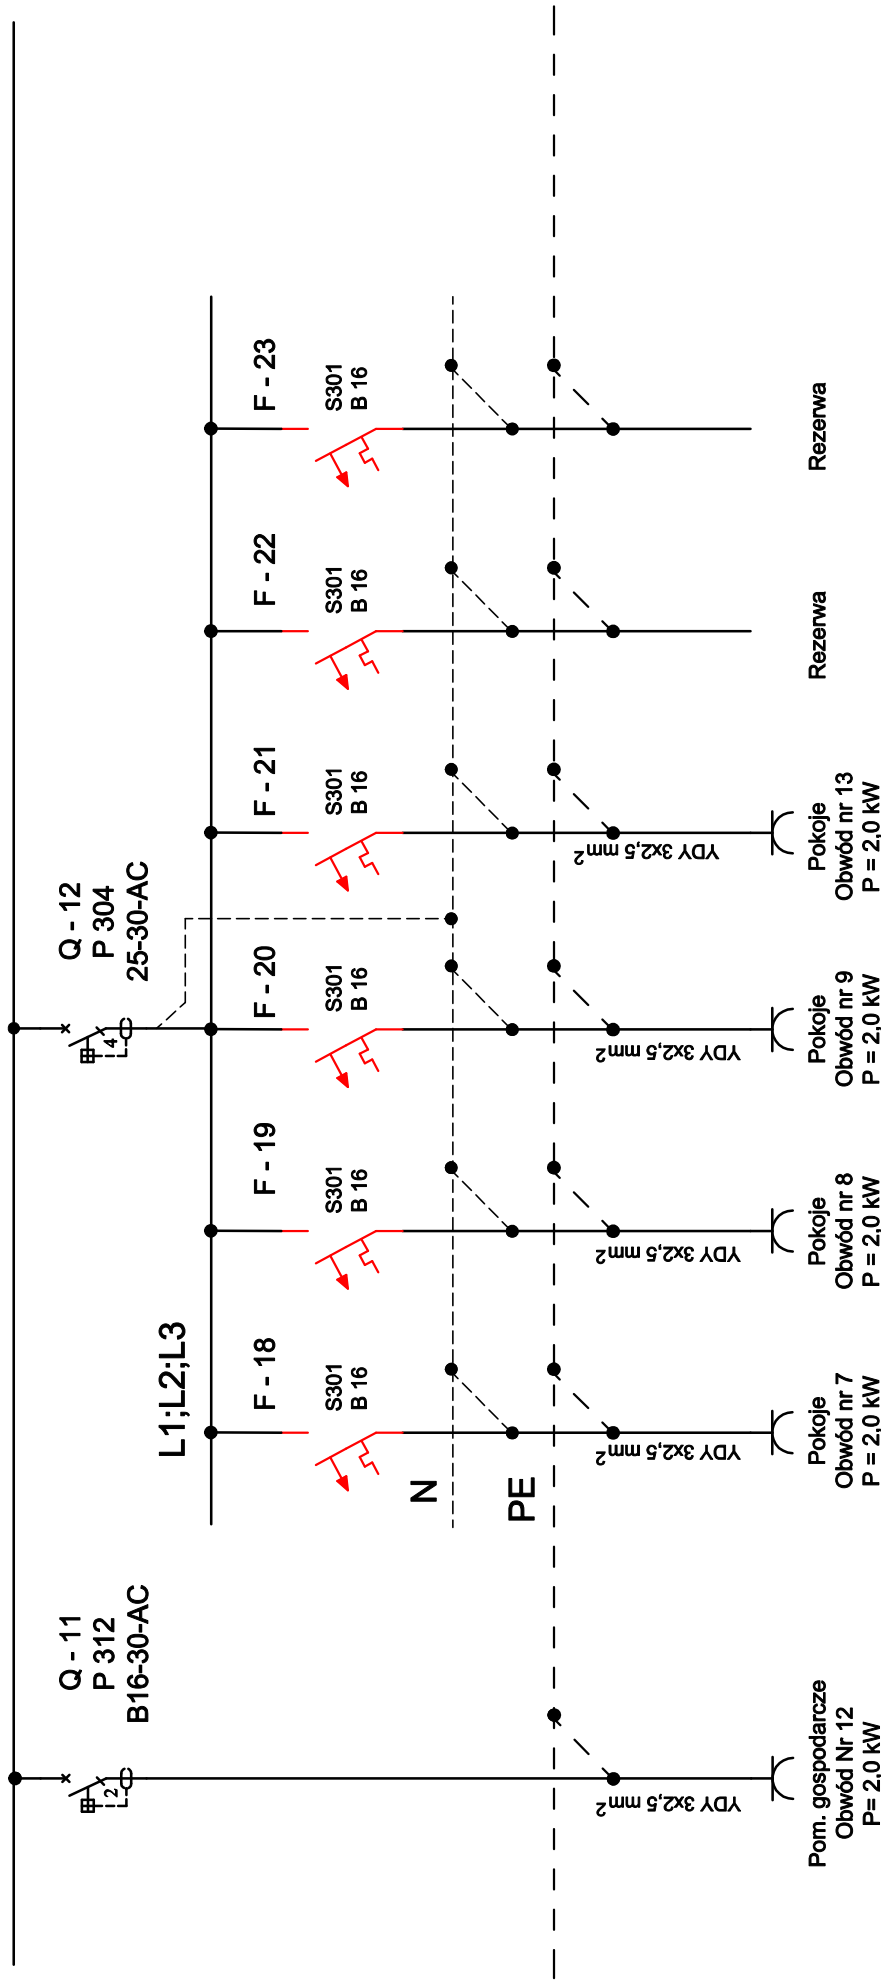 Q - 11
P 312
B16-30-AC
2
YDY 3x2,5 mm²
Pom. gospodarcze
Obwód Nr 12
P= 2,0 kW
Q - 12
P 304
25-30-AC
4
L1;L2;L3
N
PE
F - 18
S301
B 16
YDY 3x2,5 mm²
Pokoje
Obwód nr 7
P = 2,0 kW
F - 19
S301
B 16
YDY 3x2,5 mm²
Pokoje
Obwód nr 8
P = 2,0 kW
F - 20
S301
B 16
YDY 3x2,5 mm²
Pokoje
Obwód nr 9
P = 2,0 kW
F - 21
S301
B 16
YDY 3x2,5 mm²
Pokoje
Obwód nr 13
P = 2,0 kW
F - 22
S301
B 16
Rezerwa
F - 23
S301
B 16
Rezerwa